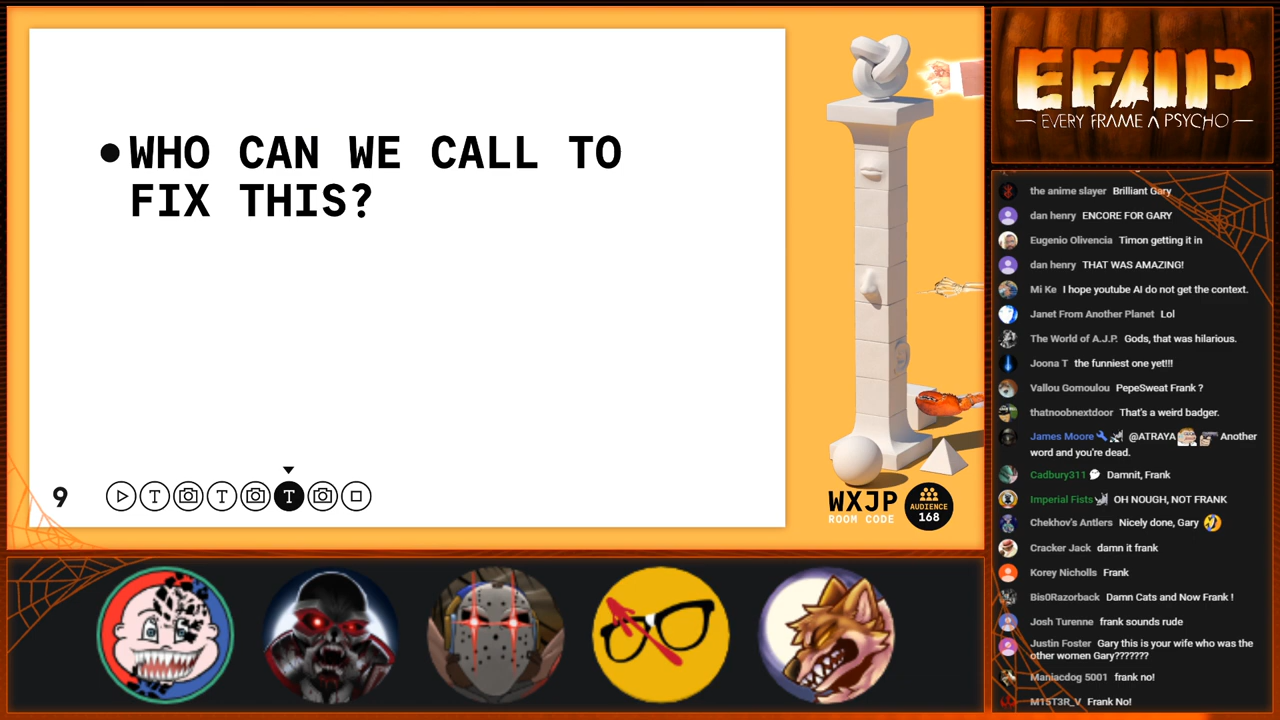 •WHO CAN WE CALL TO
FIX THIS?
9
T
T
T
WXJP
ROOM CODE
AUDIENCE
168
EFAP
EVERY FRAME A PSYCHO
the anime slayer Brilliant Gary
dan henry ENCORE FOR GARY
Eugenio Olivencia Timon getting it in
dan henry THAT WAS AMAZING!
Mi Ke I hope youtube AI do not get the context.
Janet From Another Planet Lol
The World of A.J.P. Gods, that was hilarious.
Joona T the funniest one yet!!!
Vallou Gomoulou PepeSweat Frank ?
thatnoobnextdoor That's a weird badger.
James Moore @ATRAYA Another
word and you're dead.
Cadbury311 Damnit, Frank
Imperial Fists OH NOUGH, NOT FRANK
Chekhov's Antlers Nicely done, Gary 🤣
Cracker Jack damn it frank
Korey Nicholls Frank
Bis0Razorback Damn Cats and Now Frank !
Josh Turenne frank sounds rude
Justin Foster Gary this is your wife who was the
other women Gary???????
Maniacdog 5001 frank no!
M15T3R_V Frank No!